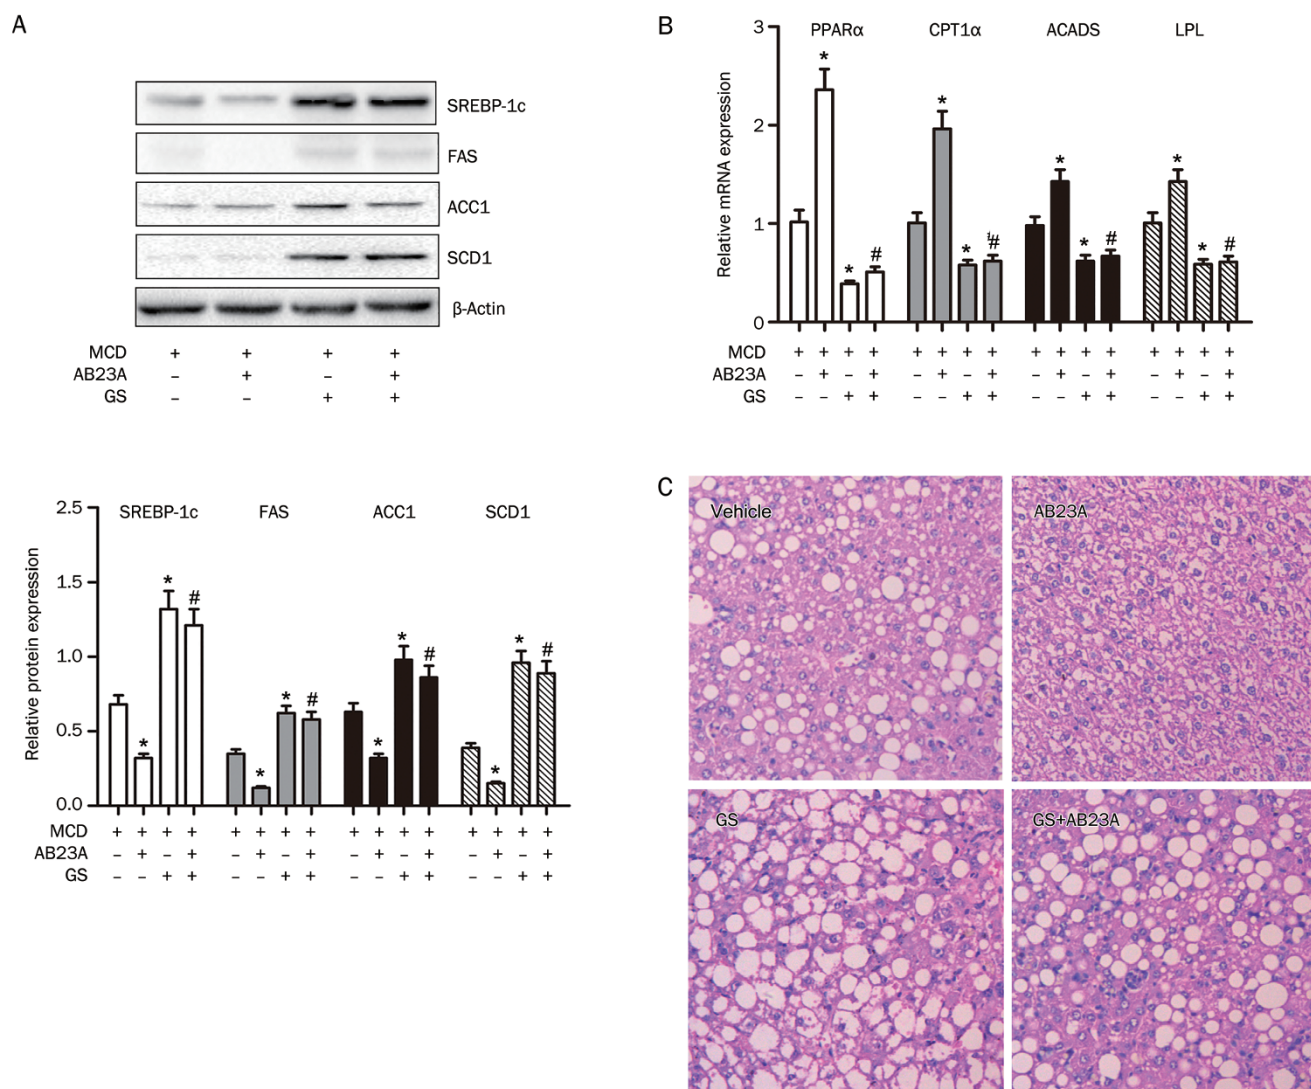 A
SREBP-1c
FAS
ACC1
SCD1
β-Actin
MCD + + + +
AB23A – + – +
GS – – + +
2.5
1.5
1.0
0.5
0.0
Relative protein expression
SREBP-1c FAS ACC1 SCD1
* * # * * # * * # * * #
MCD + + + + + + + + + + + + + + + +
AB23A – + – + – + – + – + – + – + – +
GS – – + + – – + + – – + + – – + +
B
3
2
1
0
Relative mRNA expression
PPARα CPT1α ACADS LPL
* * # * * # * * # * * #
MCD + + + + + + + + + + + + + + + +
AB23A – + – + – + – + – + – + – + – +
GS – – + + – – + + – – + + – – + +
C
Vehicle
AB23A
GS
GS+AB23A